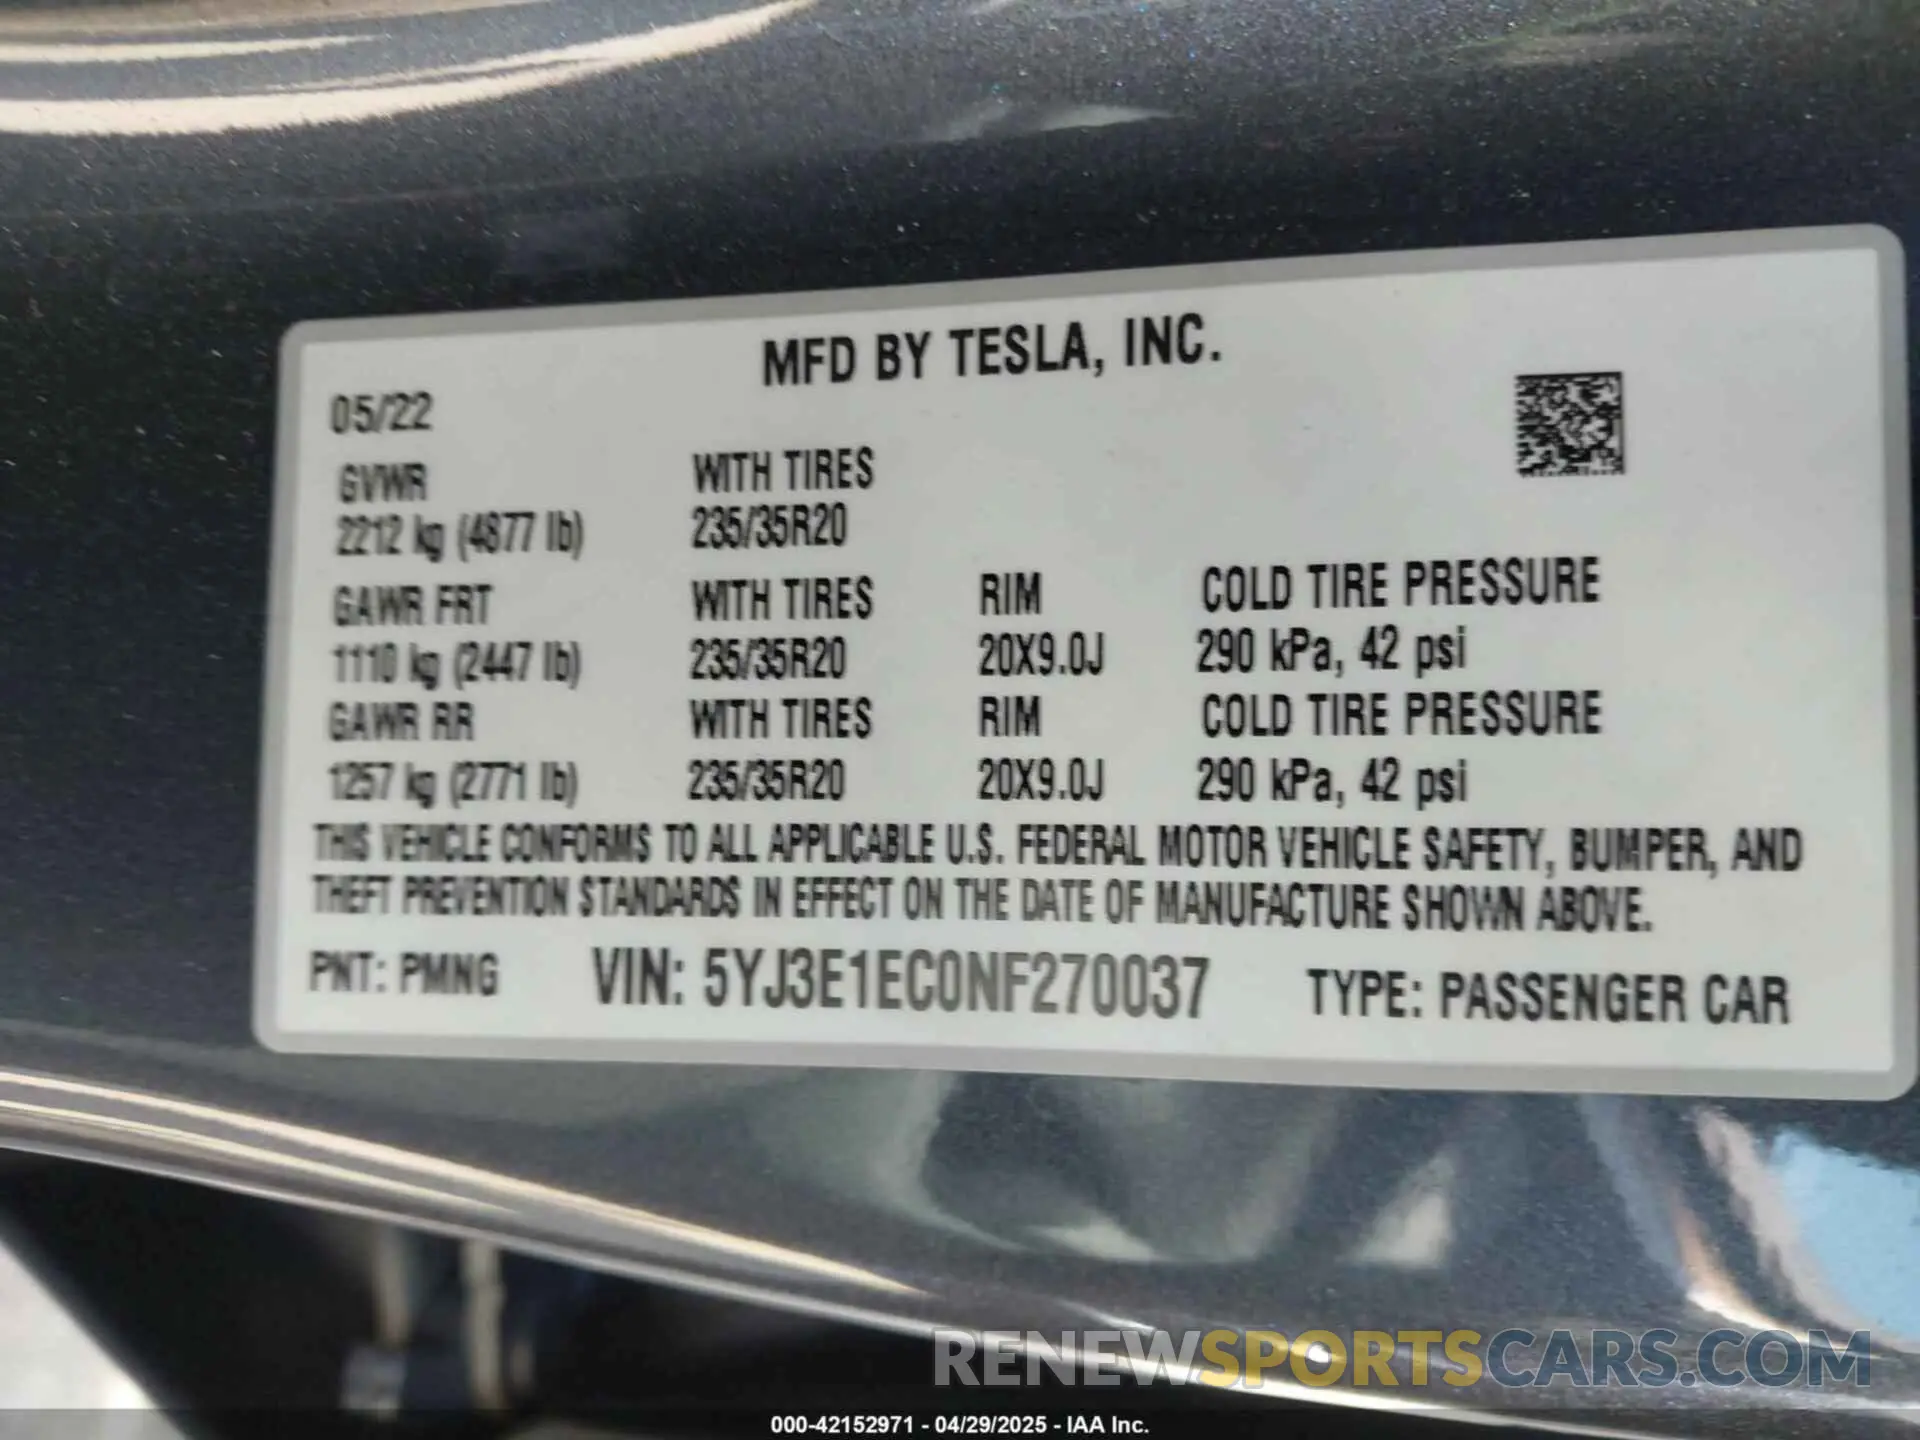 MFD BY TESLA, INC.
05/22
GVWR WITH TIRES
2212 kg (4877 lb) 235/35R20
GAWR FRT WITH TIRES RIM COLD TIRE PRESSURE
1110 kg (2447 lb) 235/35R20 20X9.0J 290 kPa, 42 psi
GAWR RR WITH TIRES RIM COLD TIRE PRESSURE
1257 kg (2771 lb) 235/35R20 20X9.0J 290 kPa, 42 psi
THIS VEHICLE CONFORMS TO ALL APPLICABLE U.S. FEDERAL MOTOR VEHICLE SAFETY, BUMPER, AND
THEFT PREVENTION STANDARDS IN EFFECT ON THE DATE OF MANUFACTURE SHOWN ABOVE.
PNT: PMNG VIN: 5YJ3E1EC0NF270037 TYPE: PASSENGER CAR
RENEWSPORTSCARS.COM
000-42152971 - 04/29/2025 - IAA Inc.